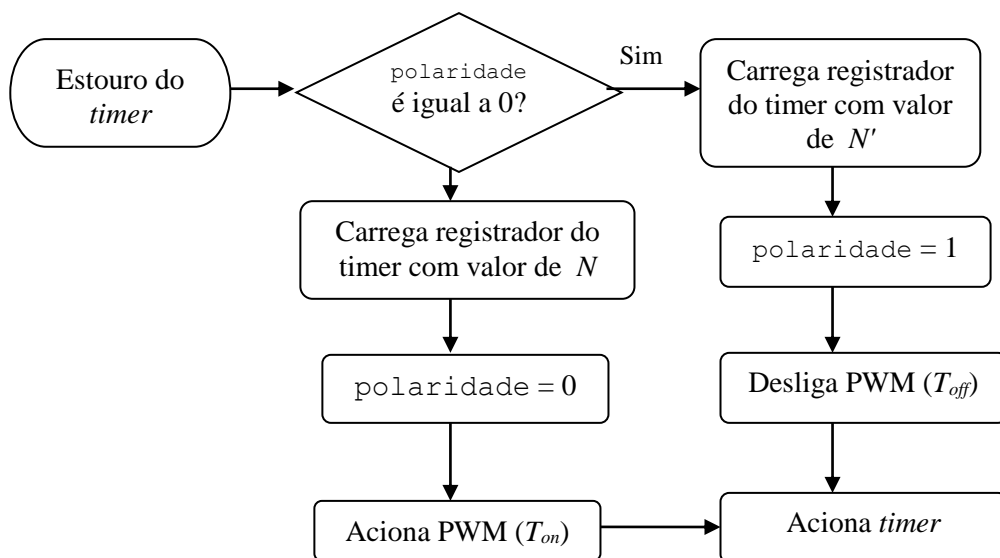 Estouro do
timer
polaridade
é igual a 0?
Sim
Carrega registrador
do timer com valor
de N'
Carrega registrador do
timer com valor de N
polaridade = 1
polaridade = 0
Desliga PWM (Toff)
Aciona PWM (Ton)
Aciona timer